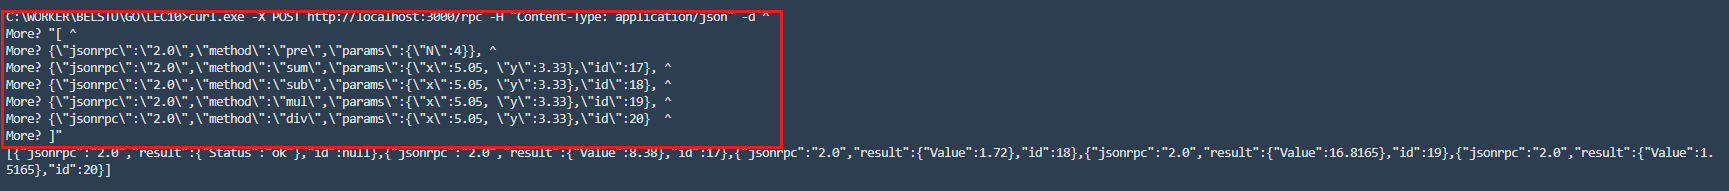 C:\WORKER\BELSTU\GO\LEC10>curl.exe -X POST http://localhost:3000/rpc -H "Content-Type: application/json" -d ^
More? "[ ^
More? {\"jsonrpc\":\"2.0\",\"method\":\"pre\",\"params\":{\"N\":4}}, ^
More? {\"jsonrpc\":\"2.0\",\"method\":\"sum\",\"params\":{\"x\":5.05, \"y\":3.33},\"id\":17}, ^
More? {\"jsonrpc\":\"2.0\",\"method\":\"sub\",\"params\":{\"x\":5.05, \"y\":3.33},\"id\":18}, ^
More? {\"jsonrpc\":\"2.0\",\"method\":\"mul\",\"params\":{\"x\":5.05, \"y\":3.33},\"id\":19}, ^
More? {\"jsonrpc\":\"2.0\",\"method\":\"div\",\"params\":{\"x\":5.05, \"y\":3.33},\"id\":20}  ^
More? ]"
[{"jsonrpc":"2.0","result":{"Status":"ok"},"id":null},{"jsonrpc":"2.0","result":{"Value":8.38},"id":17},{"jsonrpc":"2.0","result":{"Value":1.72},"id":18},{"jsonrpc":"2.0","result":{"Value":16.8165},"id":19},{"jsonrpc":"2.0","result":{"Value":1.
5165},"id":20}]